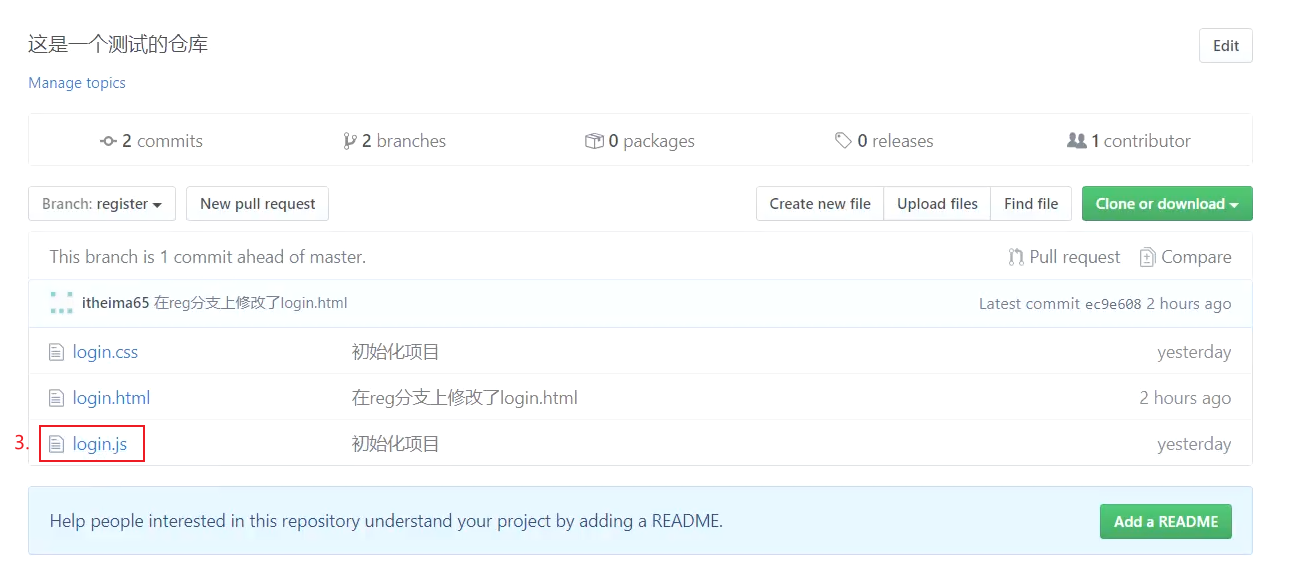 这是一个测试的仓库
Edit
Manage topics
2 commits 2 branches 0 packages 0 releases 1 contributor
Branch: register New pull request Create new file Upload files Find file Clone or download
This branch is 1 commit ahead of master. Pull request Compare
itheima65 在reg分支上修改了login.html Latest commit ec9e608 2 hours ago
login.css 初始化项目 yesterday
login.html 在reg分支上修改了login.html 2 hours ago
3. login.js 初始化项目 yesterday
Help people interested in this repository understand your project by adding a README. Add a README